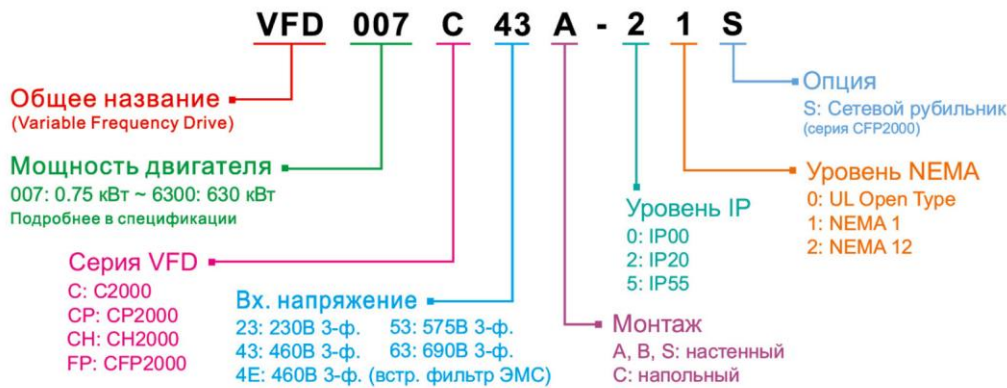 VFD 007 C 43 A - 2 1 S
Общее название
(Variable Frequency Drive)
Мощность двигателя
007: 0.75 кВт ~ 6300: 630 кВт
Подробнее в спецификации
Серия VFD
C: C2000
CP: CP2000
CH: CH2000
FP: CFP2000
Вх. напряжение
23: 230В 3-ф. 53: 575В 3-ф.
43: 460В 3-ф. 63: 690В 3-ф.
4E: 460В 3-ф. (встр. фильтр ЭМС)
Монтаж
A, B, S: настенный
C: напольный
Уровень IP
0: IP00
2: IP20
5: IP55
Уровень NEMA
0: UL Open Type
1: NEMA 1
2: NEMA 12
Опция
S: Сетевой рубильник
(серия CFP2000)